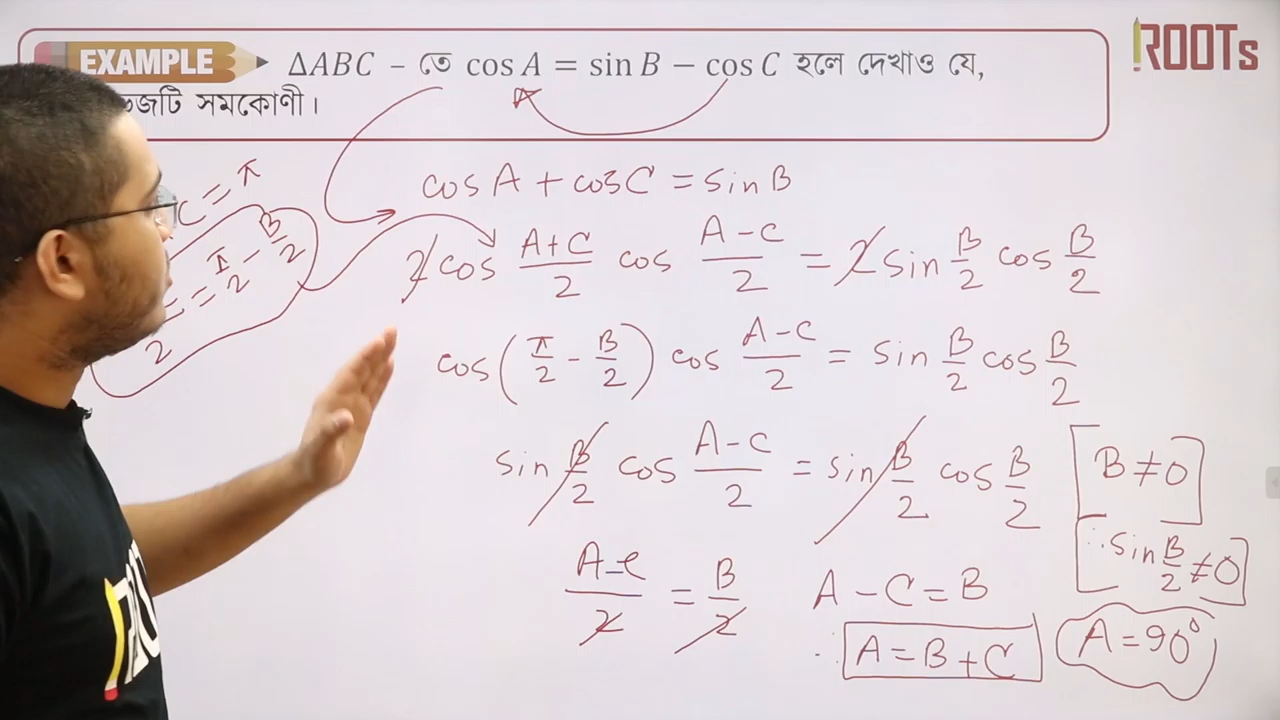 EXAMPLE ΔABC – তে cos A = sin B – cos C হলে দেখাও যে,
সমকোণী।
ROOTs
C = π
cos A + cos C = sin B
2 = π/2 – B/2
2 cos (A+C)/2 cos (A–C)/2 = 2 sin B/2 cos B/2
cos(π/2 – B/2) cos (A–C)/2 = sin B/2 cos B/2
sin B/2 cos (A–C)/2 = sin B/2 cos B/2
[B ≠ 0
∴ sin B/2 ≠ 0]
(A–C)/2 = B/2
A – C = B
∴ A = B + C
A = 90°